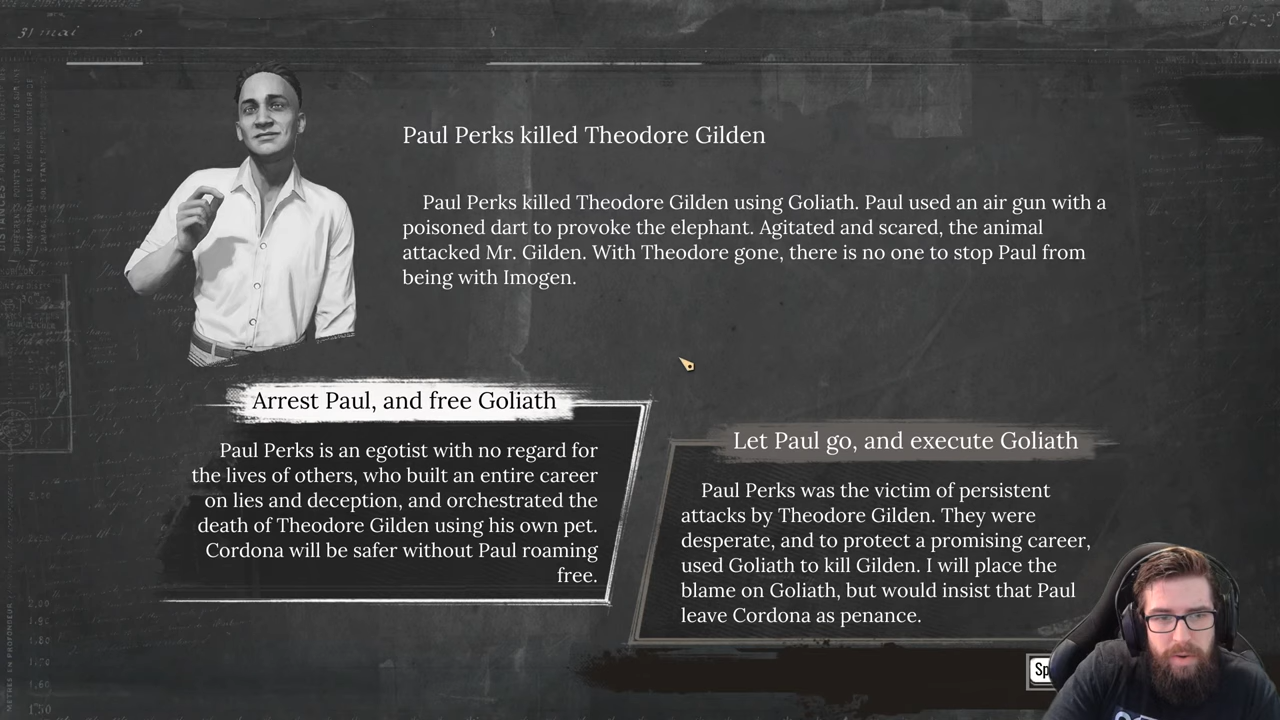 31 mai
Paul Perks killed Theodore Gilden
Paul Perks killed Theodore Gilden using Goliath. Paul used an air gun with a
poisoned dart to provoke the elephant. Agitated and scared, the animal
attacked Mr. Gilden. With Theodore gone, there is no one to stop Paul from
being with Imogen.
Arrest Paul, and free Goliath
Paul Perks is an egotist with no regard for
the lives of others, who built an entire career
on lies and deception, and orchestrated the
death of Theodore Gilden using his own pet.
Cordona will be safer without Paul roaming
free.
Let Paul go, and execute Goliath
Paul Perks was the victim of persistent
attacks by Theodore Gilden. They were
desperate, and to protect a promising career,
used Goliath to kill Gilden. I will place the
blame on Goliath, but would insist that Paul
leave Cordona as penance.
Sp